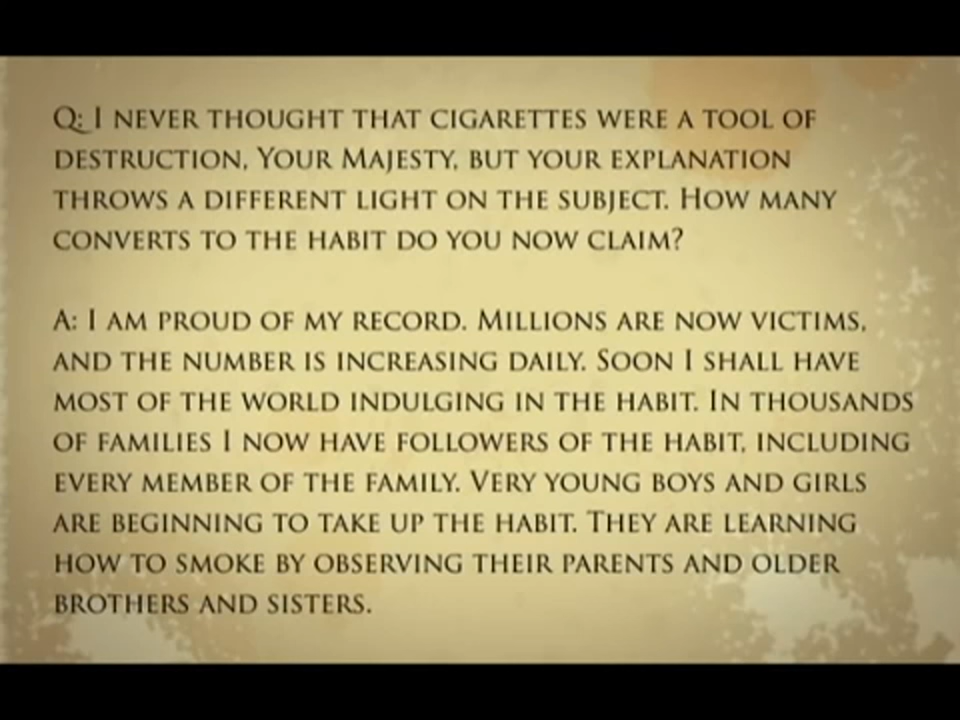 Q: I never thought that cigarettes were a tool of
destruction, Your Majesty, but your explanation
throws a different light on the subject. How many
converts to the habit do you now claim?
A: I am proud of my record. Millions are now victims,
and the number is increasing daily. Soon I shall have
most of the world indulging in the habit. In thousands
of families I now have followers of the habit, including
every member of the family. Very young boys and girls
are beginning to take up the habit. They are learning
how to smoke by observing their parents and older
brothers and sisters.